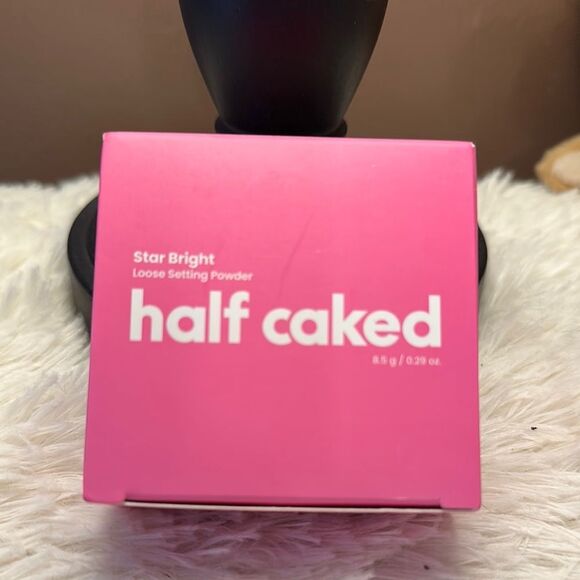 Star Bright
Loose Setting Powder
half caked
8.5 g / 0.29 oz.